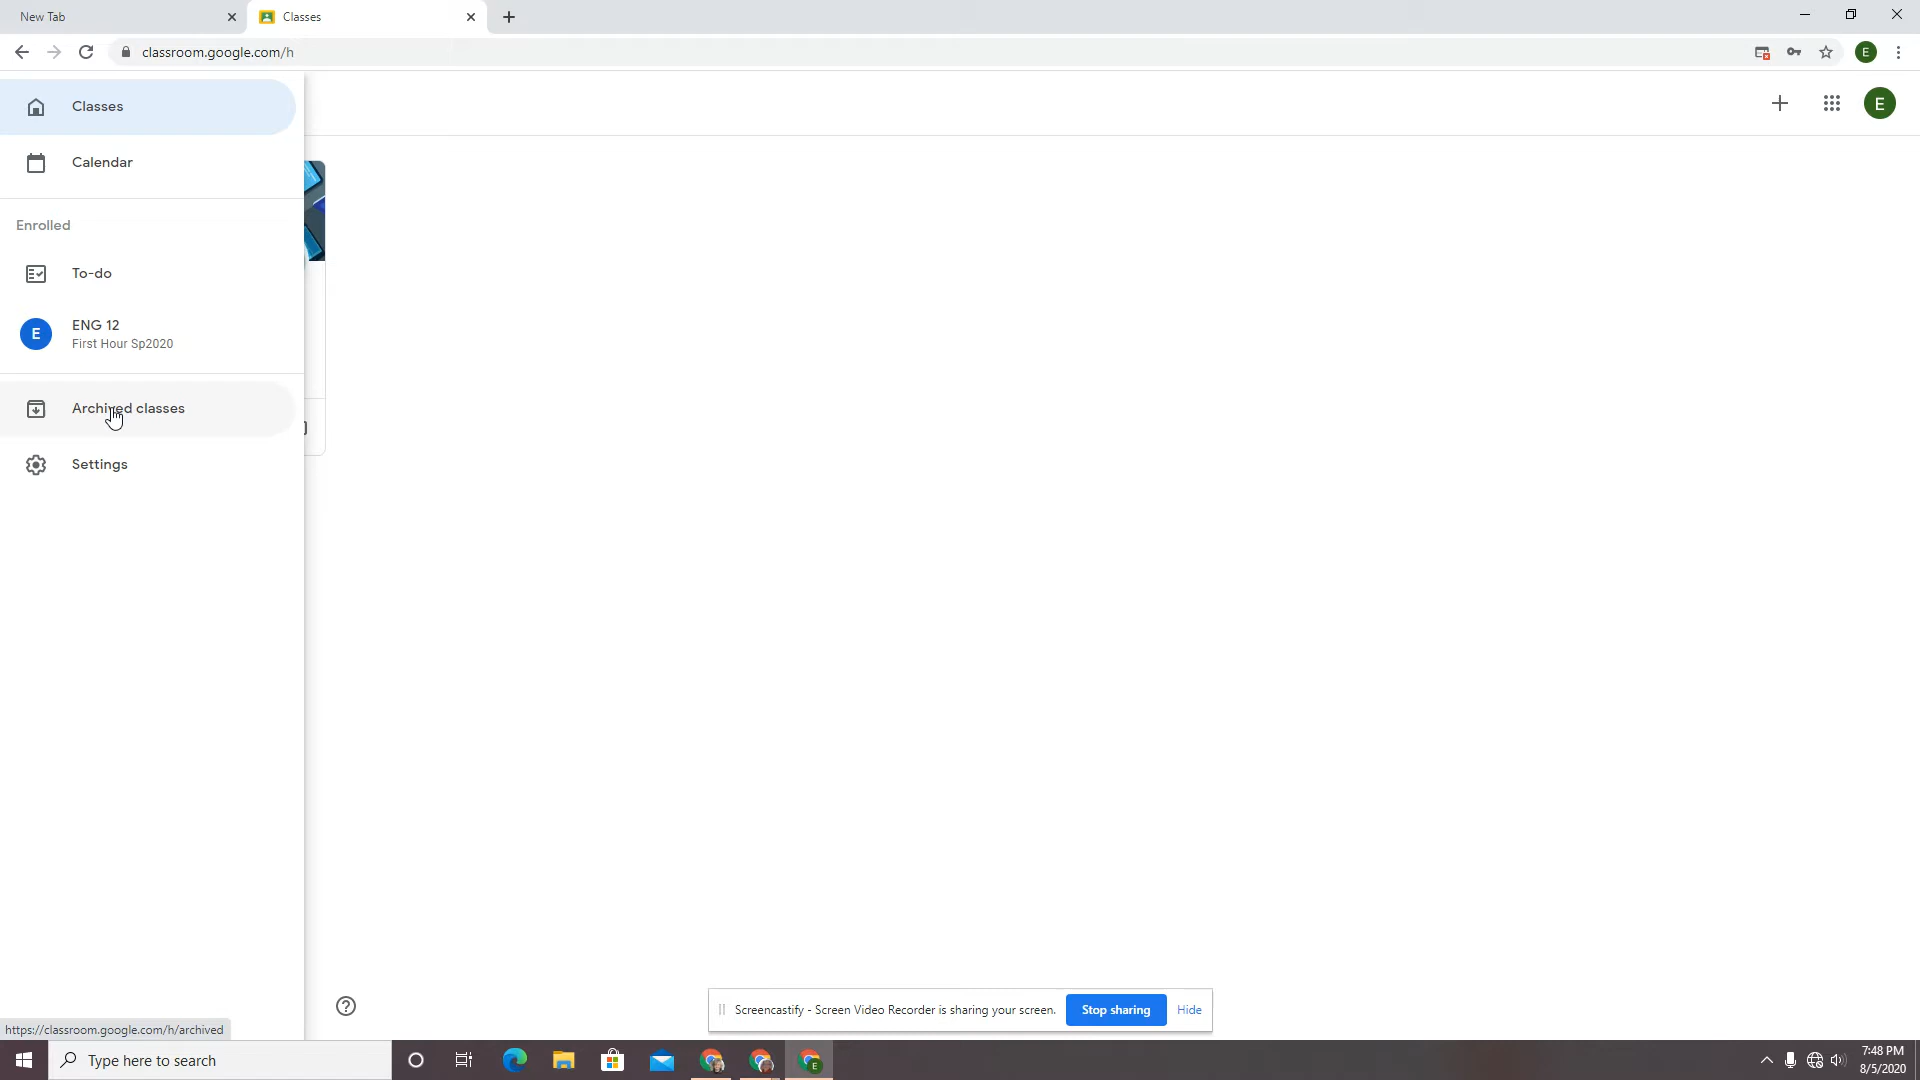 New Tab
Classes
classroom.google.com/h
E
Classes
E
Calendar
Enrolled
To-do
E
ENG 12
First Hour Sp2020
Archived classes
Settings
Screencastify - Screen Video Recorder is sharing your screen.
Stop sharing
Hide
https://classroom.google.com/h/archived
Type here to search
E
7:48 PM
8/5/2020